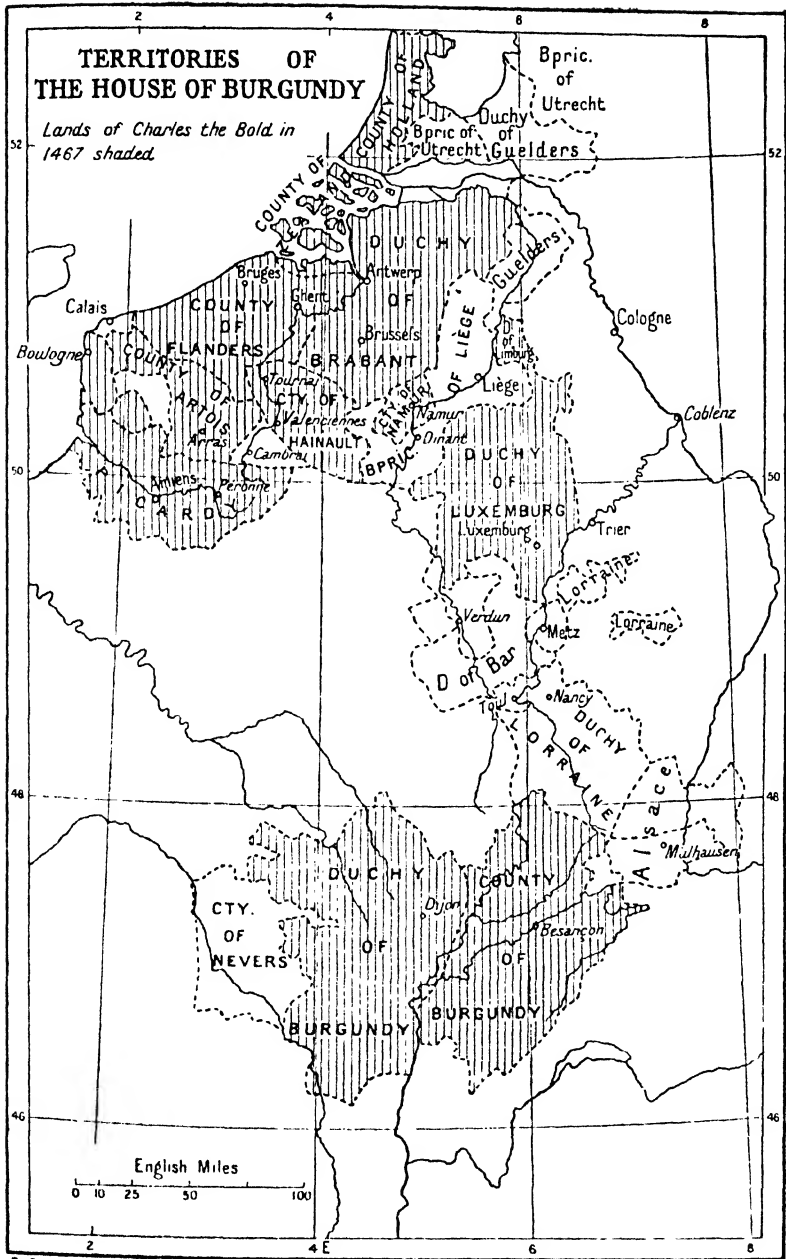 TERRITORIES OF
THE HOUSE OF BURGUNDY
Lands of Charles the Bold in
1467 shaded
2
4
6
8
52
52
50
50
48
48
46
46
2
4 E
6
8
Bpric.
of
Utrecht
COUNTY OF
HOLLAND
Bpric of
Utrecht
Duchy
of
Guelders
COUNTY OF
ZEALAND
DUCHY
OF
BRABANT
Guelders
Bruges
Antwerp
Ghent
COUNTY
OF
FLANDERS
Brussels
Calais
Boulogne
COUNTY OF
ARTOIS
Tournai
CTY. OF
HAINAULT
Valenciennes
Arras
Cambrai
CTY OF
NAMUR
Namur
Dinant
BPRIC
OF LIÈGE
D.
of
Limburg
Liège
Cologne
Coblenz
PICARD
Amiens
Peronne
DUCHY
OF
LUXEMBURG
Luxemburg
Trier
Lorraine
Lorraine
Verdun
Metz
D of Bar
Toul
Nancy
DUCHY
OF
LORRAINE
Alsace
Mülhausen
DUCHY
OF
BURGUNDY
Dijon
COUNTY
OF
BURGUNDY
Besançon
CTY.
OF
NEVERS
English Miles
0 10 25 50 100